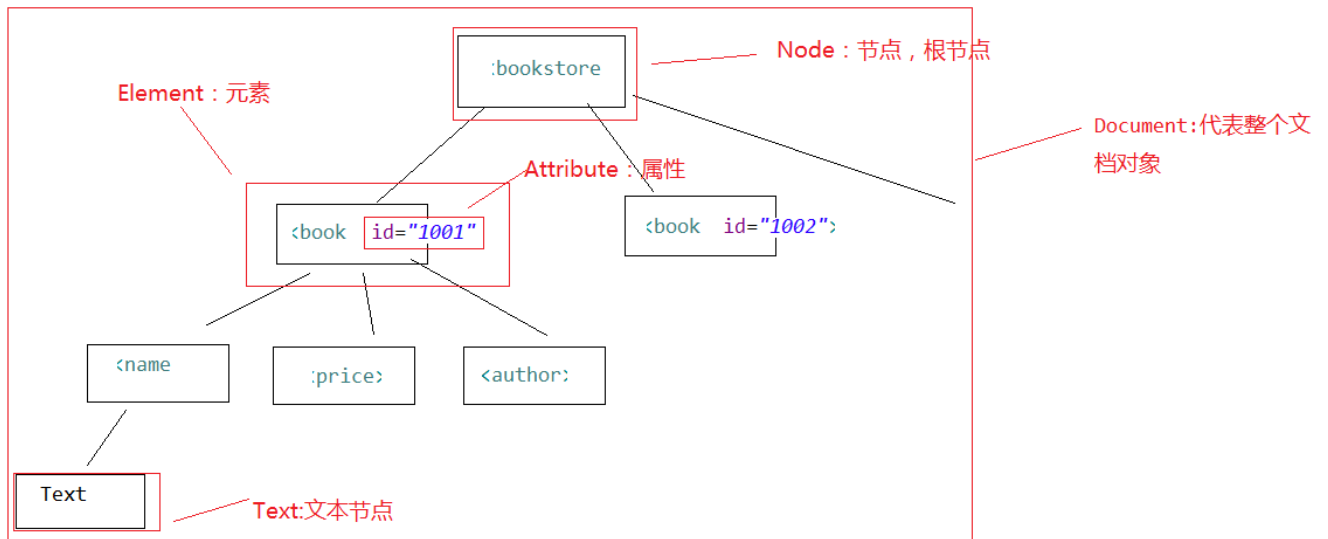 :bookstore
Node：节点，根节点
Element：元素
Document:代表整个文
档对象
Attribute：属性
<book id="1001"
<book id="1002">
<name
:price>
<author>
Text
Text:文本节点